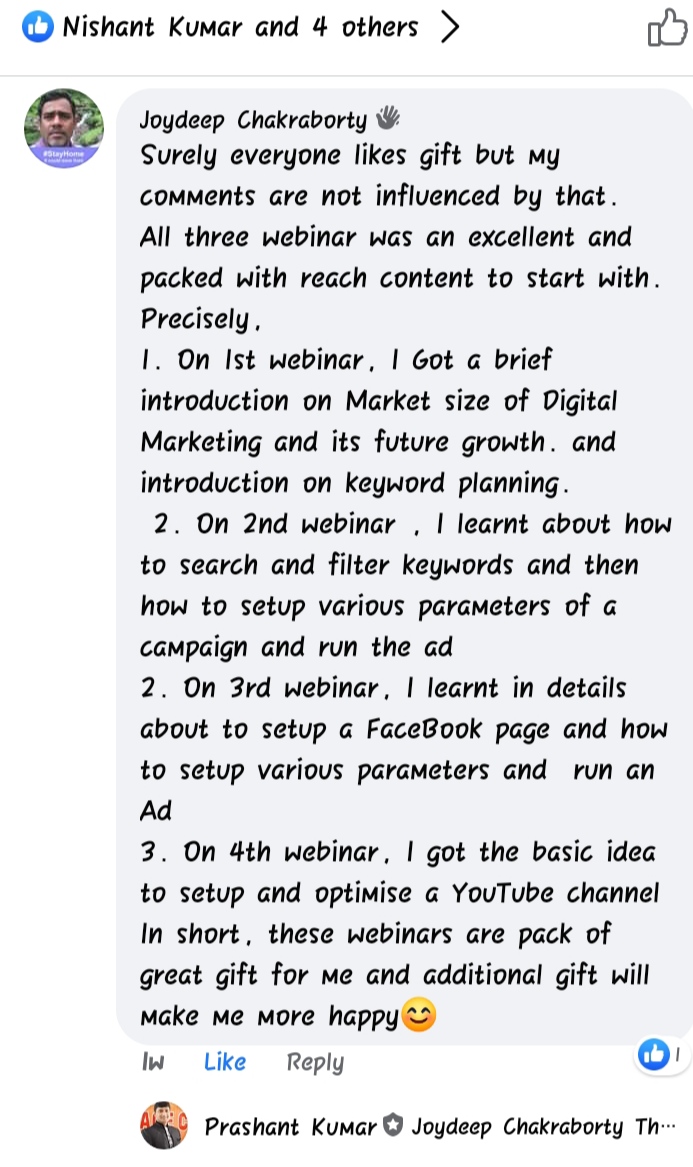 Nishant Kumar and 4 others
Joydeep Chakraborty
Surely everyone likes gift but my
comments are not influenced by that.
All three webinar was an excellent and
packed with reach content to start with.
Precisely,
1. On 1st webinar, I Got a brief
introduction on Market size of Digital
Marketing and its future growth. and
introduction on keyword planning.
2. On 2nd webinar , I learnt about how
to search and filter keywords and then
how to setup various parameters of a
campaign and run the ad
2. On 3rd webinar, I learnt in details
about to setup a FaceBook page and how
to setup various parameters and run an
Ad
3. On 4th webinar, I got the basic idea
to setup and optimise a YouTube channel
In short, these webinars are pack of
great gift for me and additional gift will
make me more happy😊
1w Like Reply
1
Prashant Kumar Joydeep Chakraborty Th...
#StayHome